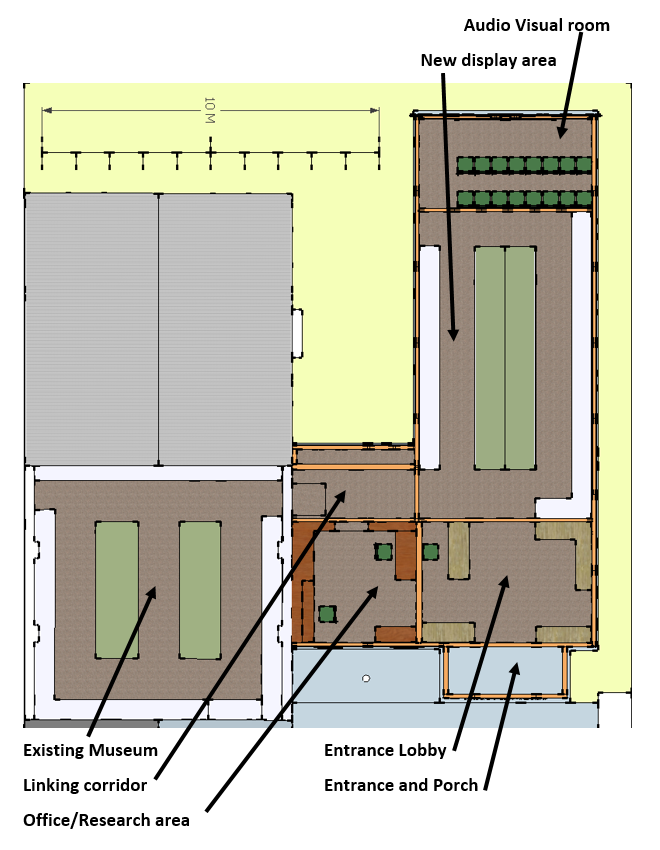 Audio Visual room
New display area
10 M
Existing Museum
Linking corridor
Office/Research area
Entrance Lobby
Entrance and Porch